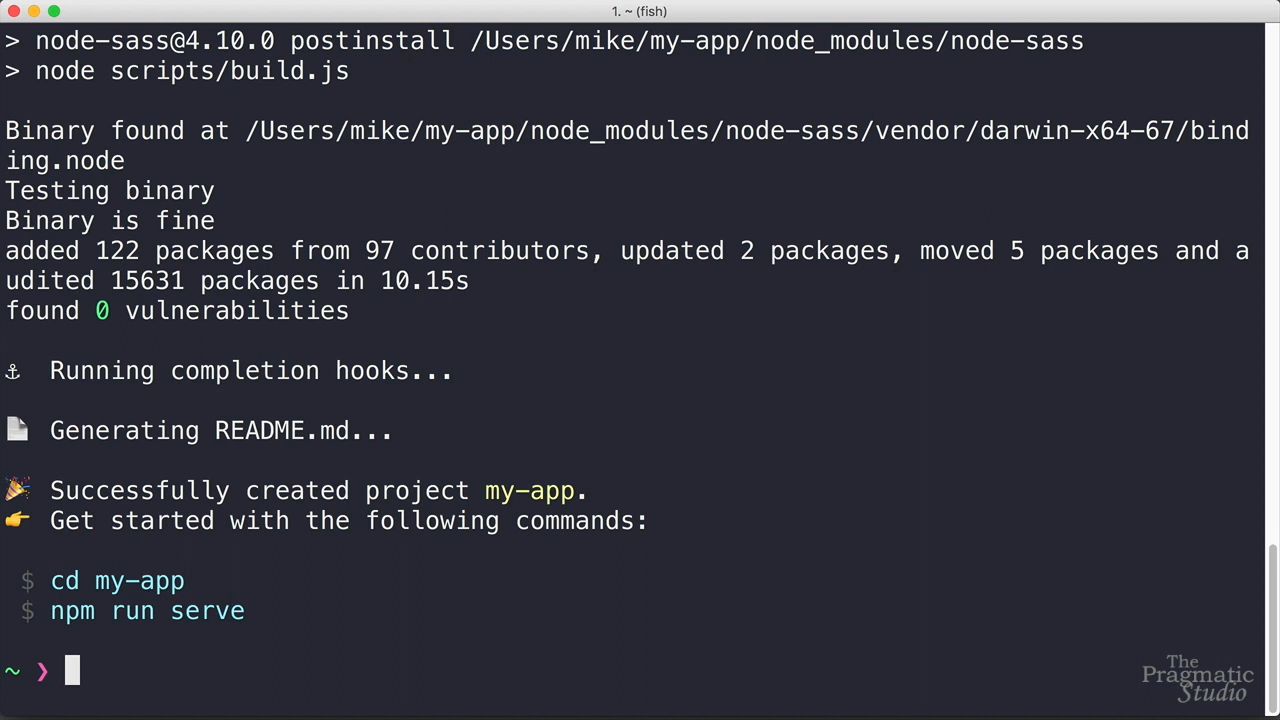 1. ~ (fish)
> node-sass@4.10.0 postinstall /Users/mike/my-app/node_modules/node-sass
> node scripts/build.js
Binary found at /Users/mike/my-app/node_modules/node-sass/vendor/darwin-x64-67/bind
ing.node
Testing binary
Binary is fine
added 122 packages from 97 contributors, updated 2 packages, moved 5 packages and a
udited 15631 packages in 10.15s
found 0 vulnerabilities
⚓ Running completion hooks...
📄 Generating README.md...
🎉 Successfully created project my-app.
👉 Get started with the following commands:
$ cd my-app
$ npm run serve
~ ❯
The
Pragmatic
Studio